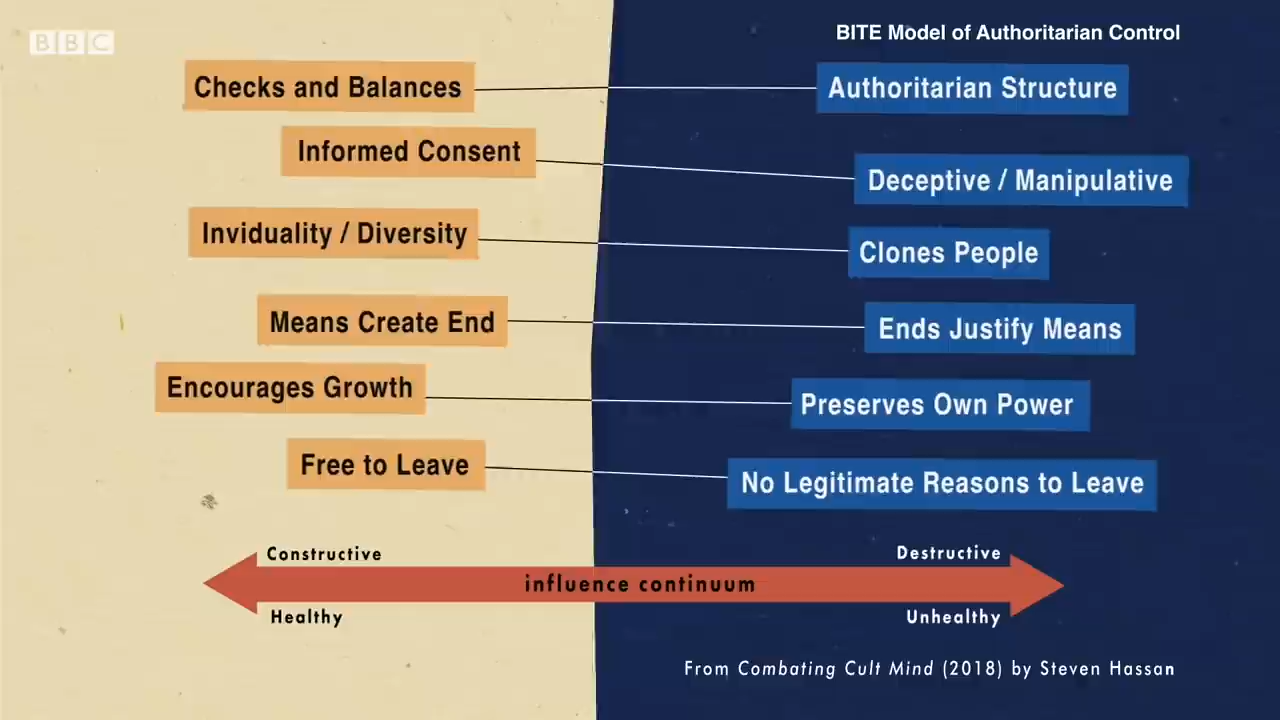 BBC
BITE Model of Authoritarian Control
Checks and Balances
Authoritarian Structure
Informed Consent
Deceptive / Manipulative
Inviduality / Diversity
Clones People
Means Create End
Ends Justify Means
Encourages Growth
Preserves Own Power
Free to Leave
No Legitimate Reasons to Leave
Constructive
Destructive
influence continuum
Healthy
Unhealthy
From Combating Cult Mind (2018) by Steven Hassan